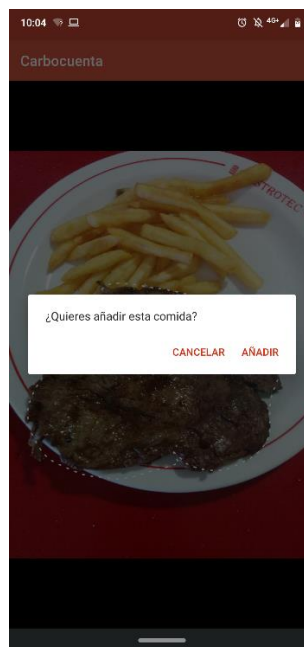 10:04
4G+
Carbocuenta
¿Quieres añadir esta comida?
CANCELAR AÑADIR